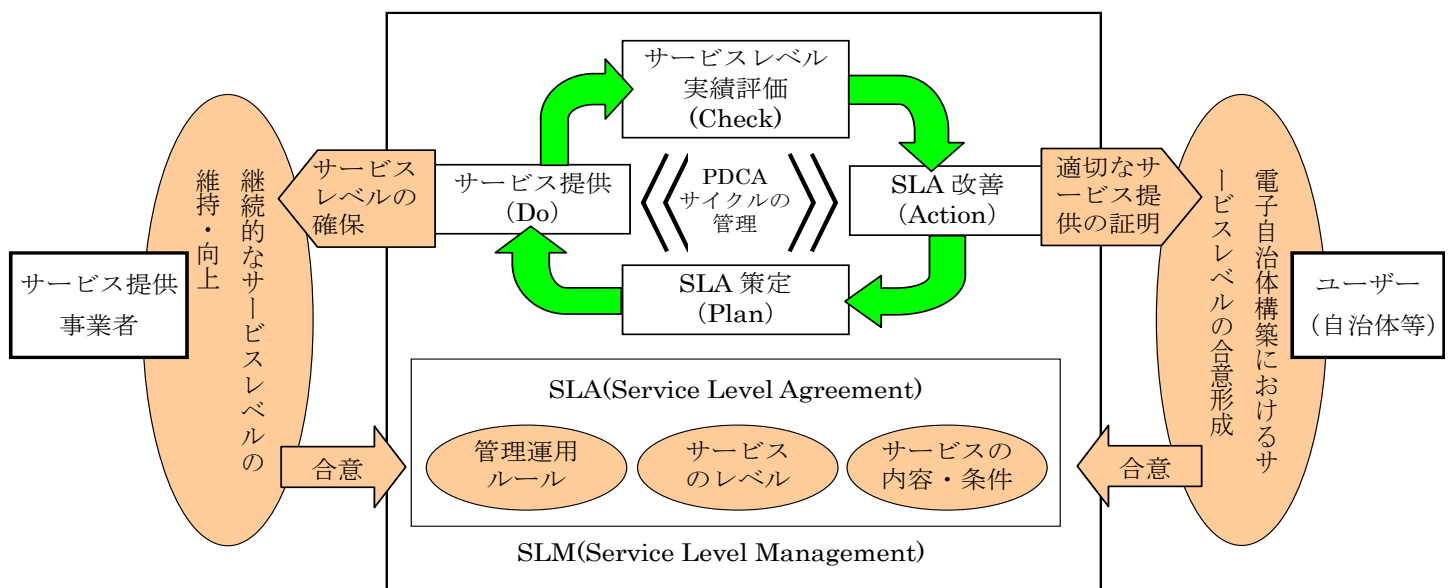 サービスレベル
実績評価
(Check)
サービス
レベルの
確保
サービス提供
(Do)
PDCA
サイクルの
管理
SLA 改善
(Action)
適切なサ
ービス提
供の証明
SLA 策定
(Plan)
継続的なサービスレベルの
維持・向上
サービス提供
事業者
電子自治体構築におけるサ
ービスレベルの合意形成
ユーザー
(自治体等)
SLA(Service Level Agreement)
合意
管理運用
ルール
サービス
のレベル
サービスの
内容・条件
合意
SLM(Service Level Management)